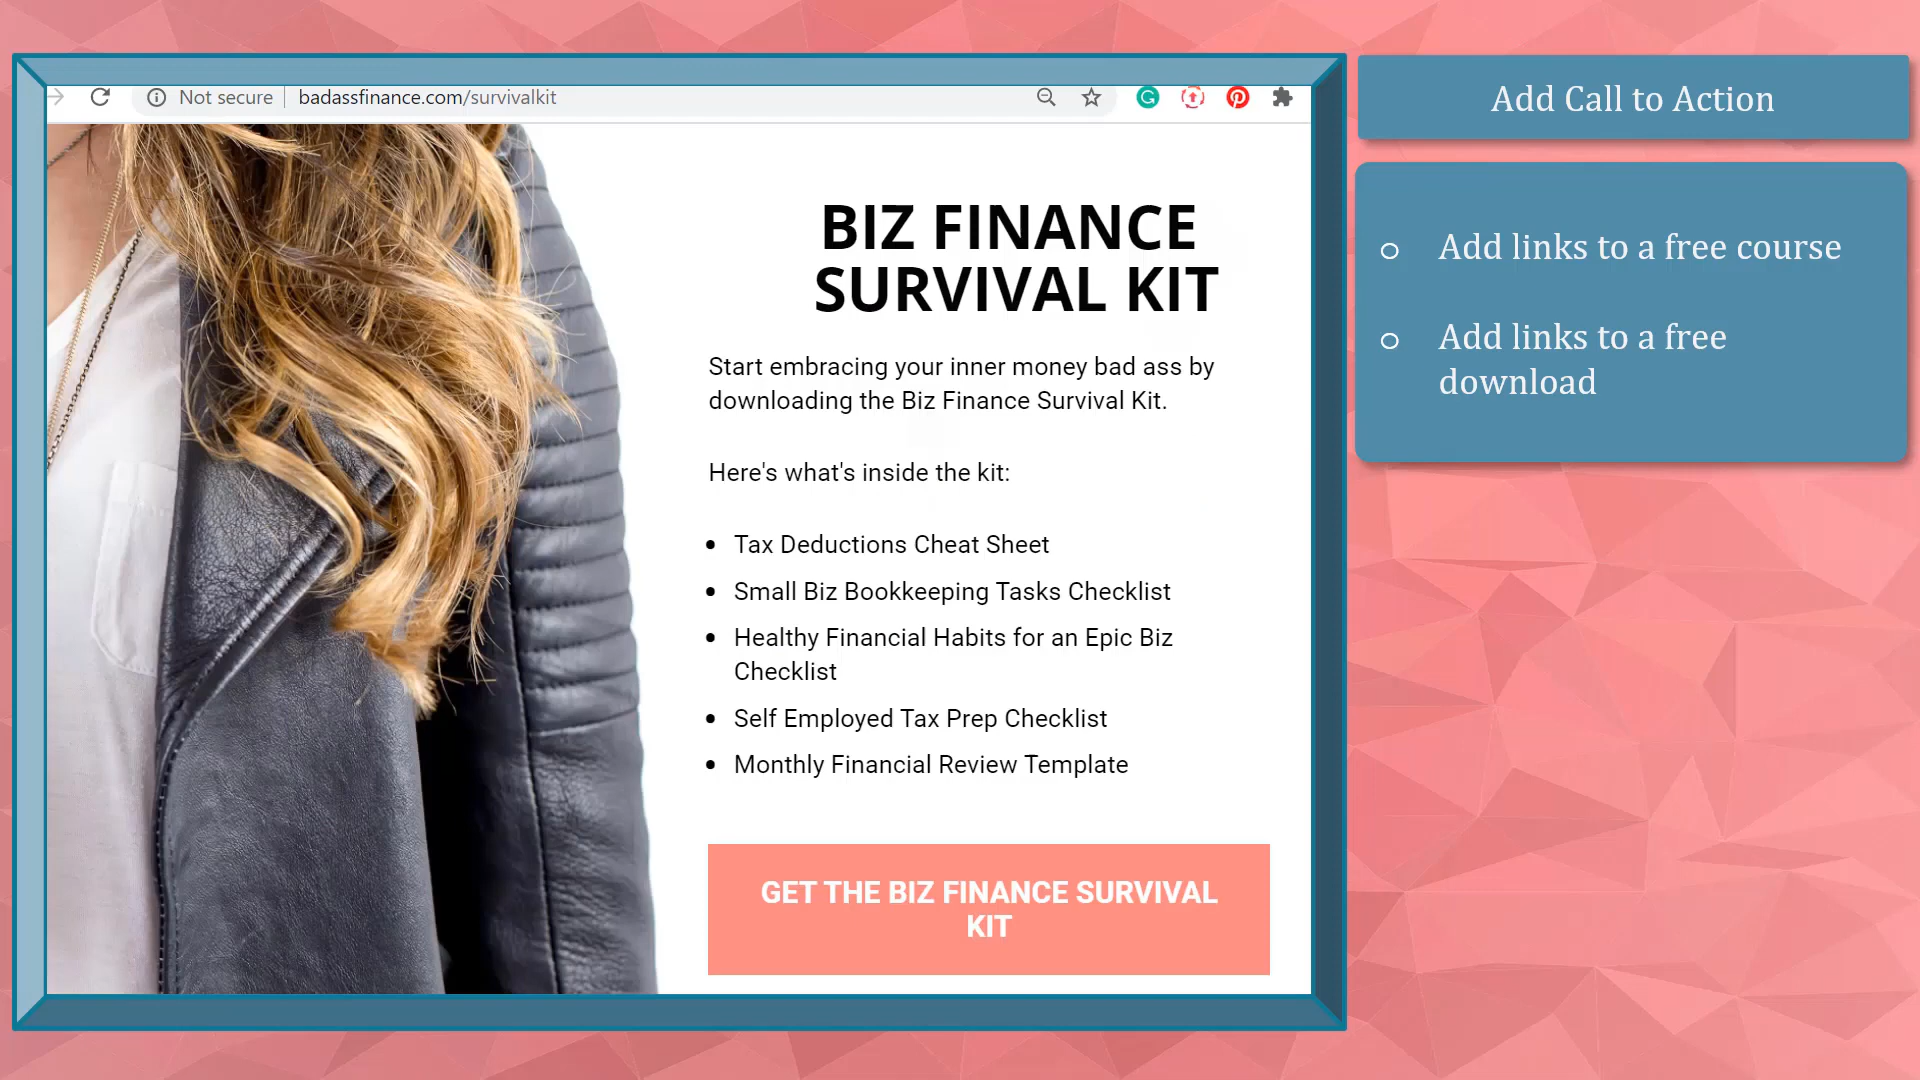 Not secure
badassfinance.com/survivalkit
BIZ FINANCE
SURVIVAL KIT
Start embracing your inner money bad ass by
downloading the Biz Finance Survival Kit.
Here's what's inside the kit:
Tax Deductions Cheat Sheet
Small Biz Bookkeeping Tasks Checklist
Healthy Financial Habits for an Epic Biz
Checklist
Self Employed Tax Prep Checklist
Monthly Financial Review Template
GET THE BIZ FINANCE SURVIVAL
KIT
Add Call to Action
Add links to a free course
Add links to a free
download